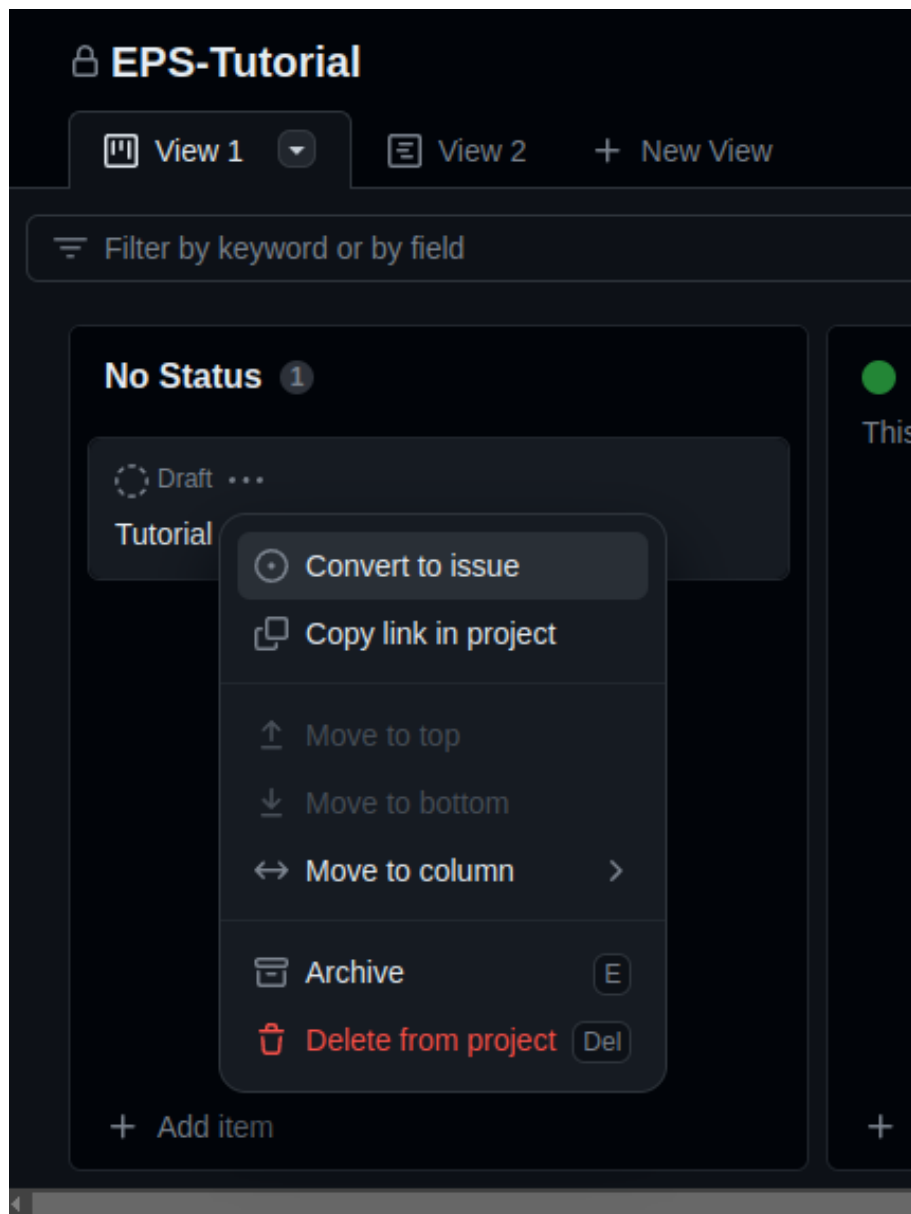 EPS-Tutorial
View 1 View 2 + New View
Filter by keyword or by field
No Status 1
This
Draft ...
Tutorial
Convert to issue
Copy link in project
Move to top
Move to bottom
Move to column
Archive E
Delete from project Del
+ Add item +